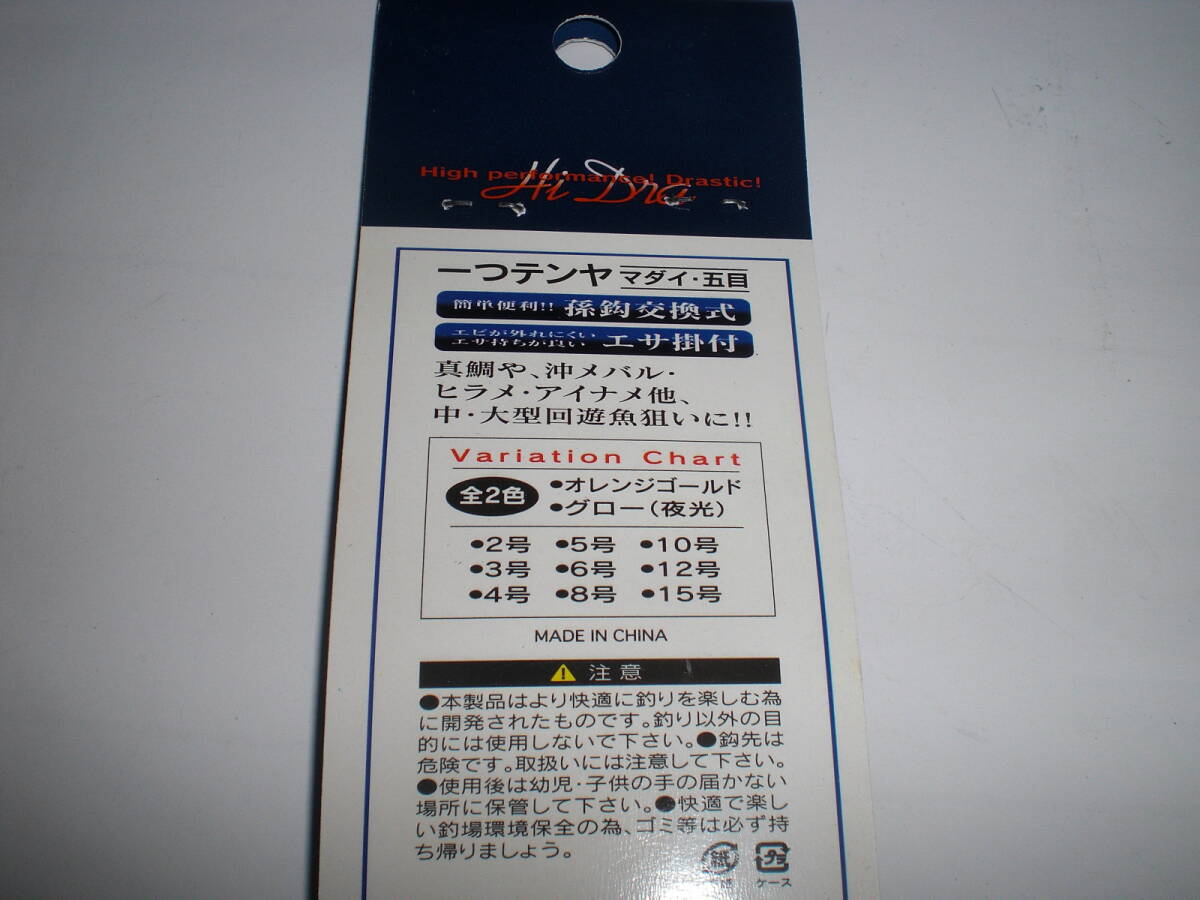 High performance! Drastic!
Hi Dra
一つテンヤ マダイ・五目
簡単便利!! 孫鈎交換式
エビが外れにくい
エサ持ちが良い エサ掛付
真鯛や、沖メバル・
ヒラメ・アイナメ他、
中・大型回遊魚狙いに!!
Variation Chart
全2色 ●オレンジゴールド
●グロー(夜光)
●2号 ●5号 ●10号
●3号 ●6号 ●12号
●4号 ●8号 ●15号
MADE IN CHINA
注意
●本製品はより快適に釣りを楽しむ為
に開発されたものです。釣り以外の目
的には使用しないで下さい。●鈎先は
危険です。取扱いには注意して下さい。
●使用後は幼児・子供の手の届かない
場所に保管して下さい。●快適で楽し
い釣場環境保全の為、ゴミ等は必ず持
ち帰りましょう。
紙 プラ
ケース